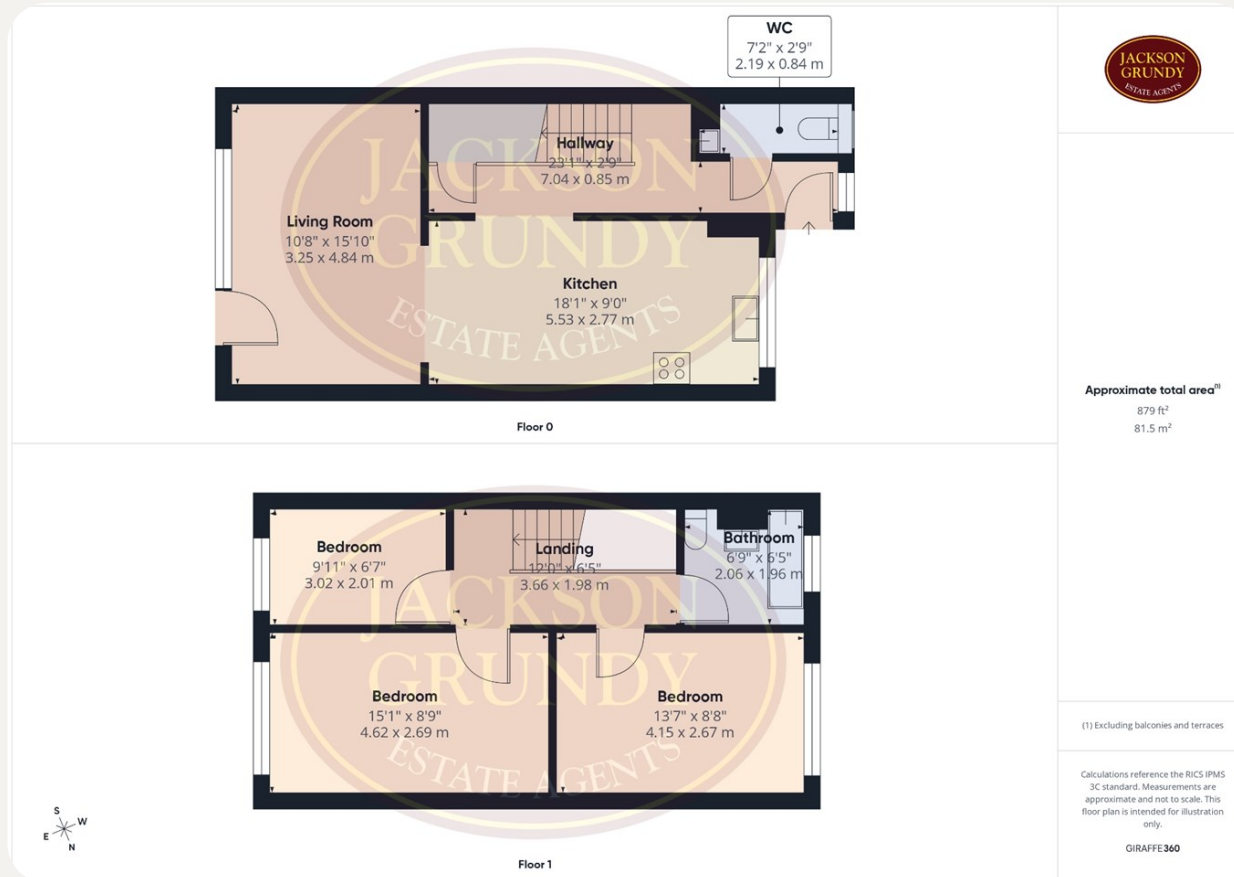 WC
7'2" x 2'9"
2.19 x 0.84 m
JACKSON
GRUNDY
ESTATE AGENTS
Hallway
23'1" x 2'9"
7.04 x 0.85 m
Living Room
10'8" x 15'10"
3.25 x 4.84 m
Kitchen
18'1" x 9'0"
5.53 x 2.77 m
JACKSON
GRUNDY
ESTATE AGENTS
Floor 0
Approximate total area(1)
879 ft²
81.5 m²
Bedroom
9'11" x 6'7"
3.02 x 2.01 m
Landing
12'0" x 6'5"
3.66 x 1.98 m
Bathroom
6'9" x 6'5"
2.06 x 1.96 m
Bedroom
15'1" x 8'9"
4.62 x 2.69 m
Bedroom
13'7" x 8'8"
4.15 x 2.67 m
JACKSON
GRUNDY
ESTATE AGENTS
Floor 1
S
W
E
N
(1) Excluding balconies and terraces
Calculations reference the RICS IPMS
3C standard. Measurements are
approximate and not to scale. This
floor plan is intended for illustration
only.
GIRAFFE360